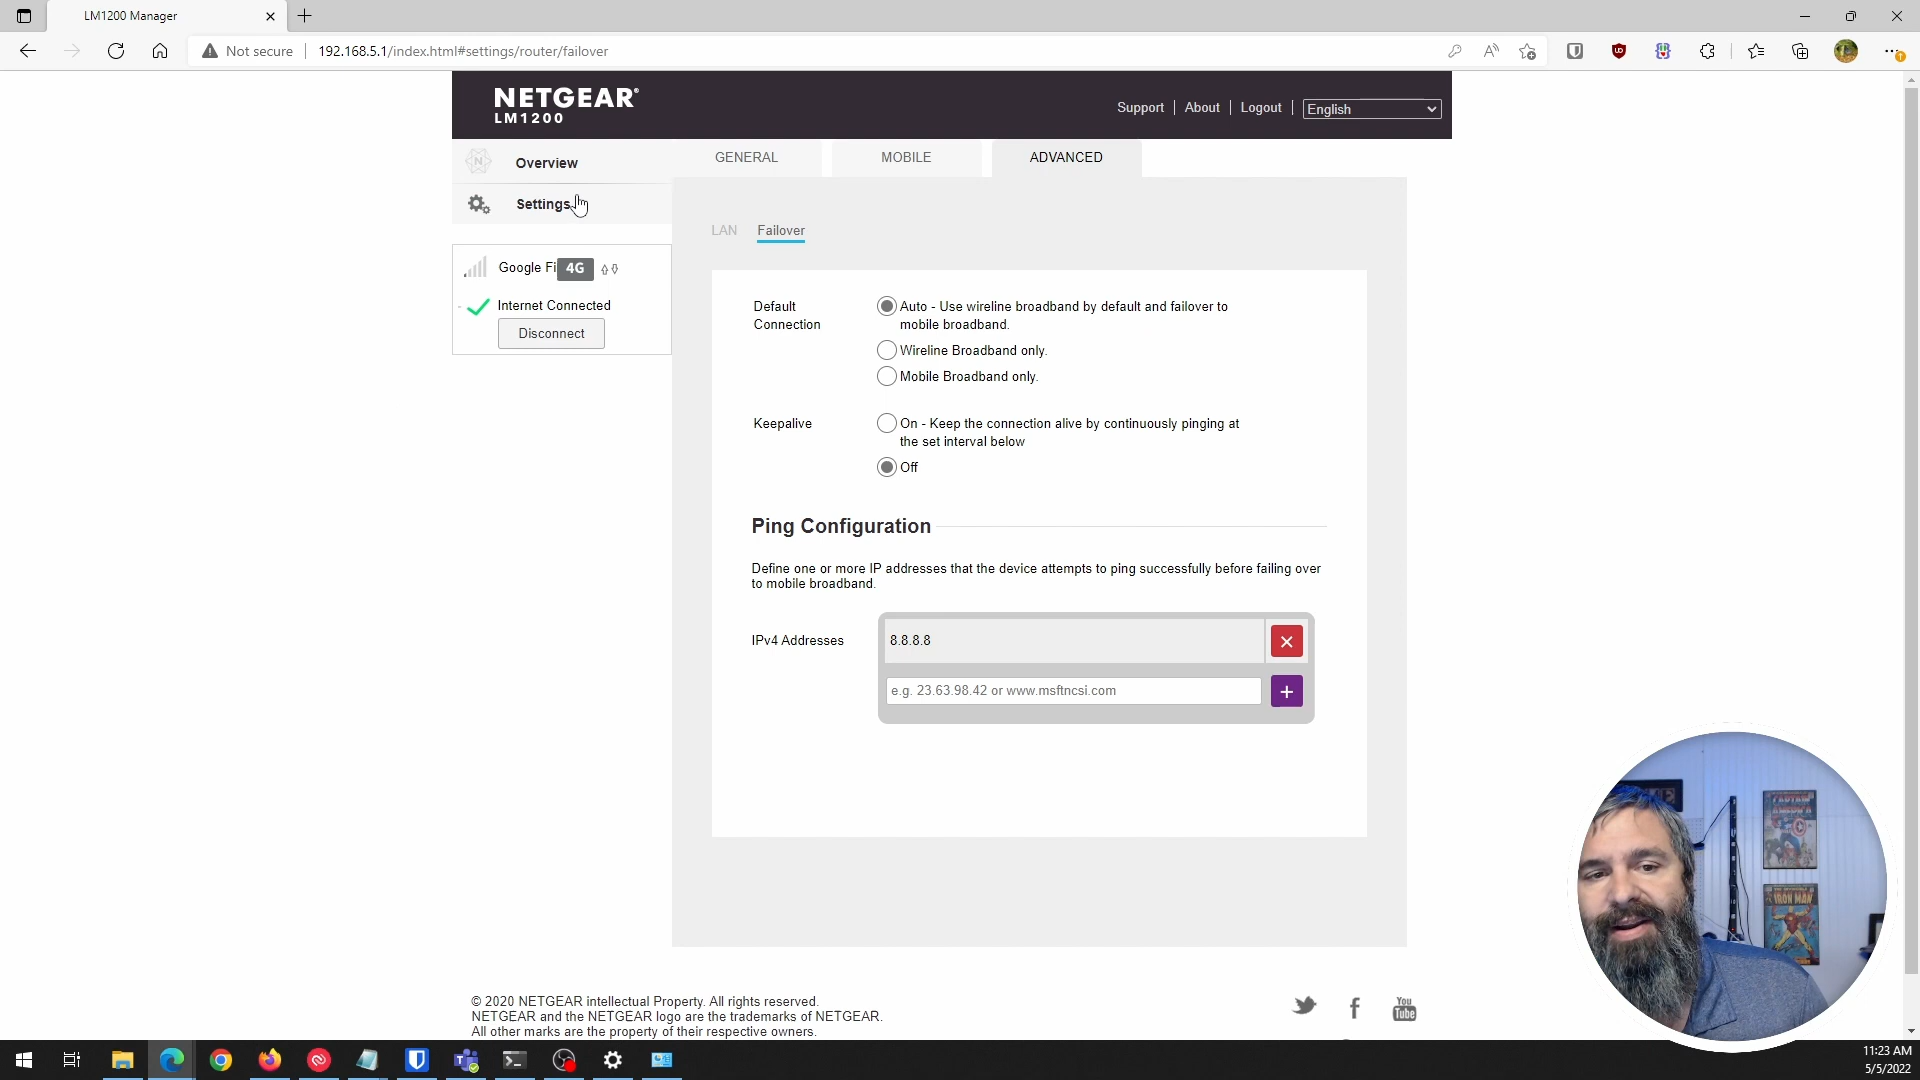 LM1200 Manager
Not secure
192.168.5.1/index.html#settings/router/failover
NETGEAR®
LM1200
Support
About
Logout
English
Overview
Settings
GENERAL
MOBILE
ADVANCED
Google Fi
4G
Internet Connected
Disconnect
LAN
Failover
Default
Connection
Auto - Use wireline broadband by default and failover to
mobile broadband.
Wireline Broadband only.
Mobile Broadband only.
Keepalive
On - Keep the connection alive by continuously pinging at
the set interval below
Off
Ping Configuration
Define one or more IP addresses that the device attempts to ping successfully before failing over
to mobile broadband.
IPv4 Addresses
8.8.8.8
e.g. 23.63.98.42 or www.msftncsi.com
CAPTAIN
AMERICA
IRON MAN
© 2020 NETGEAR intellectual Property. All rights reserved.
NETGEAR and the NETGEAR logo are the trademarks of NETGEAR.
All other marks are the property of their respective owners.
You
Tube
11:23 AM
5/5/2022